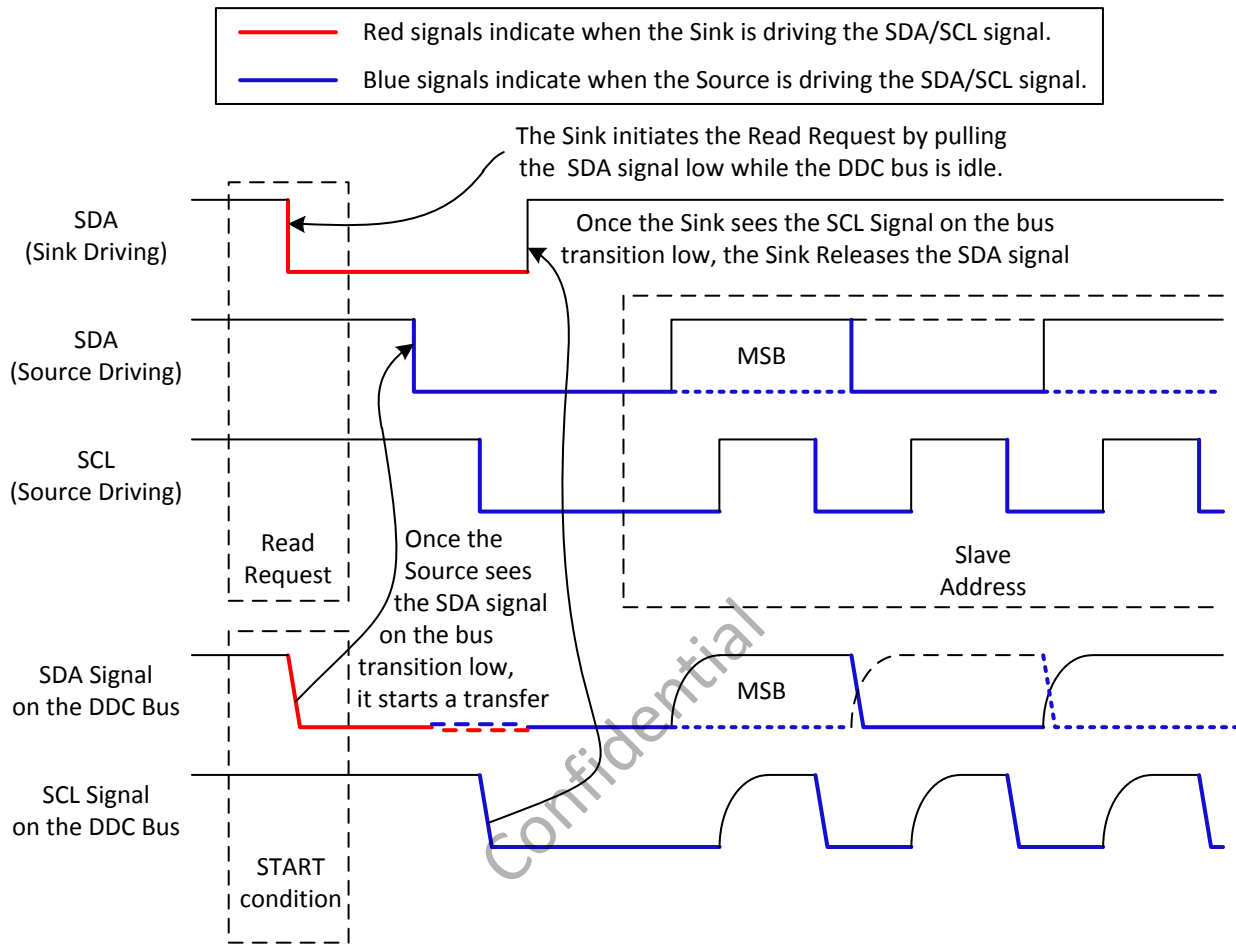 Red signals indicate when the Sink is driving the SDA/SCL signal.
Blue signals indicate when the Source is driving the SDA/SCL signal.
The Sink initiates the Read Request by pulling
the SDA signal low while the DDC bus is idle.
SDA
(Sink Driving)
Once the Sink sees the SCL Signal on the bus
transition low, the Sink Releases the SDA signal
SDA
(Source Driving)
MSB
SCL
(Source Driving)
Read
Request
Once the
Source sees
the SDA signal
on the bus
transition low,
it starts a transfer
Slave
Address
SDA Signal
on the DDC Bus
MSB
SCL Signal
on the DDC Bus
START
condition
Confidential